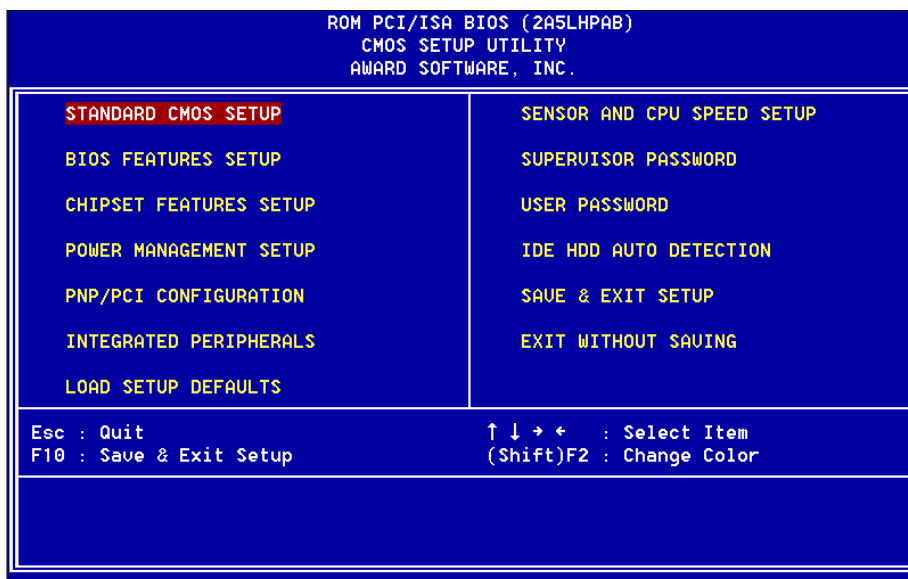 ROM PCI/ISA BIOS (2A5LHPAB)
CMOS SETUP UTILITY
AWARD SOFTWARE, INC.
STANDARD CMOS SETUP
BIOS FEATURES SETUP
CHIPSET FEATURES SETUP
POWER MANAGEMENT SETUP
PNP/PCI CONFIGURATION
INTEGRATED PERIPHERALS
LOAD SETUP DEFAULTS
SENSOR AND CPU SPEED SETUP
SUPERVISOR PASSWORD
USER PASSWORD
IDE HDD AUTO DETECTION
SAVE & EXIT SETUP
EXIT WITHOUT SAVING
Esc : Quit
F10 : Save & Exit Setup
↑ ↓ → ← : Select Item
(Shift)F2 : Change Color